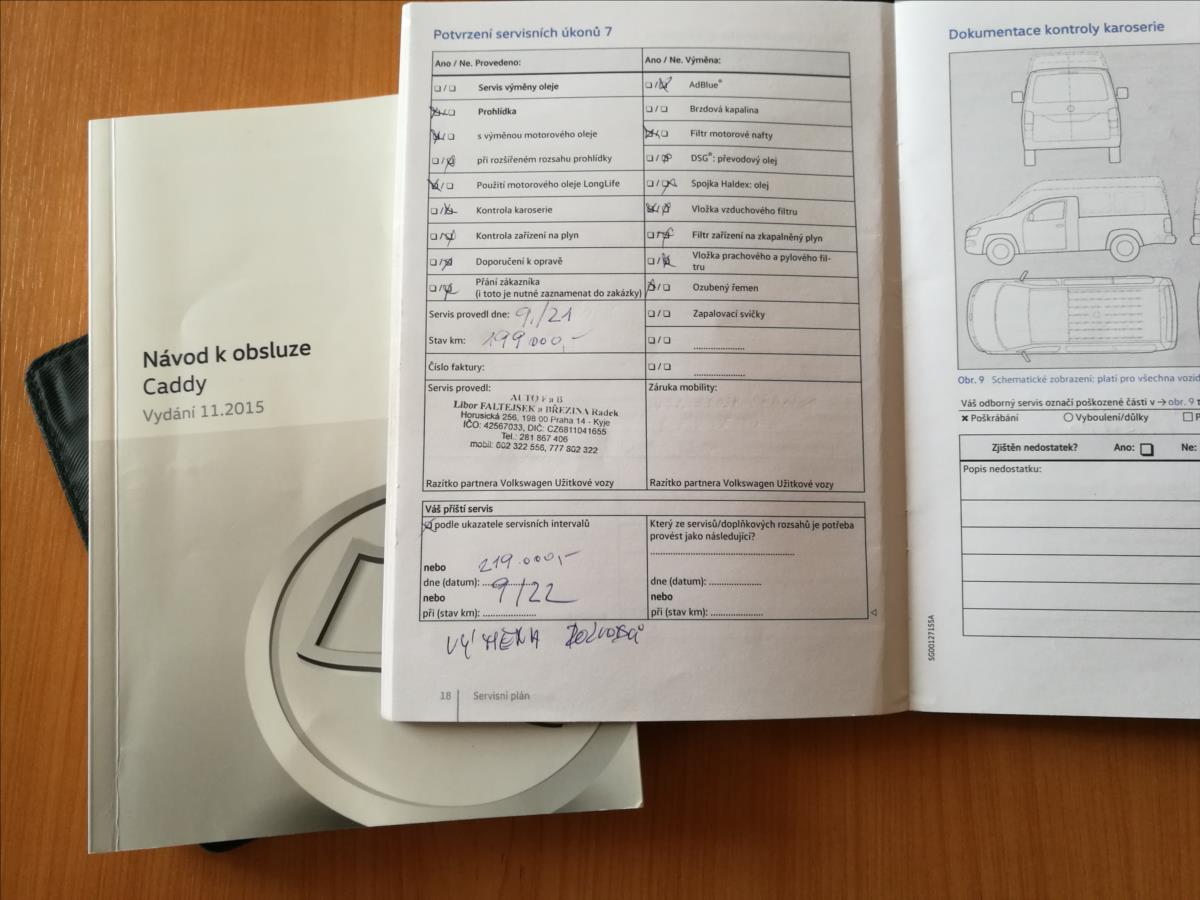 Návod k obsluze
Caddy
Vydání 11.2015
Potvrzení servisních úkonů 7
Ano / Ne. Provedeno:
Servis výměny oleje
Prohlídka
s výměnou motorového oleje
při rozšířeném rozsahu prohlídky
Použití motorového oleje LongLife
Kontrola karoserie
Kontrola zařízení na plyn
Doporučení k opravě
Přání zákazníka
(i toto je nutné zaznamenat do zakázky)
Servis provedl dne: 9./21
Stav km: 199000,-
Číslo faktury:
Servis provedl:
AUTO F a B
Libor FALTEJSEK a BŘEZINA Radek
Horusická 256, 198 00 Praha 14 - Kyje
IČO: 42567033, DIČ: CZ6811041655
Tel.: 281 867 406
mobil: 602 322 556, 777 802 322
Razítko partnera Volkswagen Užitkové vozy
Ano / Ne. Výměna:
AdBlue®
Brzdová kapalina
Filtr motorové nafty
DSG®: převodový olej
Spojka Haldex: olej
Vložka vzduchového filtru
Filtr zařízení na zkapalněný plyn
Vložka prachového a pylového fil-
tru
Ozubený řemen
Zapalovací svíčky
Záruka mobility:
Razítko partnera Volkswagen Užitkové vozy
Váš příští servis
podle ukazatele servisních intervalů
219.000,-
nebo
dne (datum): 9/22
nebo
při (stav km):
Který ze servisů/doplňkových rozsahů je potřeba
provést jako následující?
dne (datum):
nebo
při (stav km):
VÝMĚNA ROZVODŮ
18 Servisní plán
Dokumentace kontroly karoserie
Obr. 9 Schematické zobrazení: platí pro všechna vozid
Váš odborný servis označí poškozené části v → obr. 9 t
Poškrábání Vyboulení/důlky P
Zjištěn nedostatek? Ano: Ne:
Popis nedostatku:
SG0012715SA